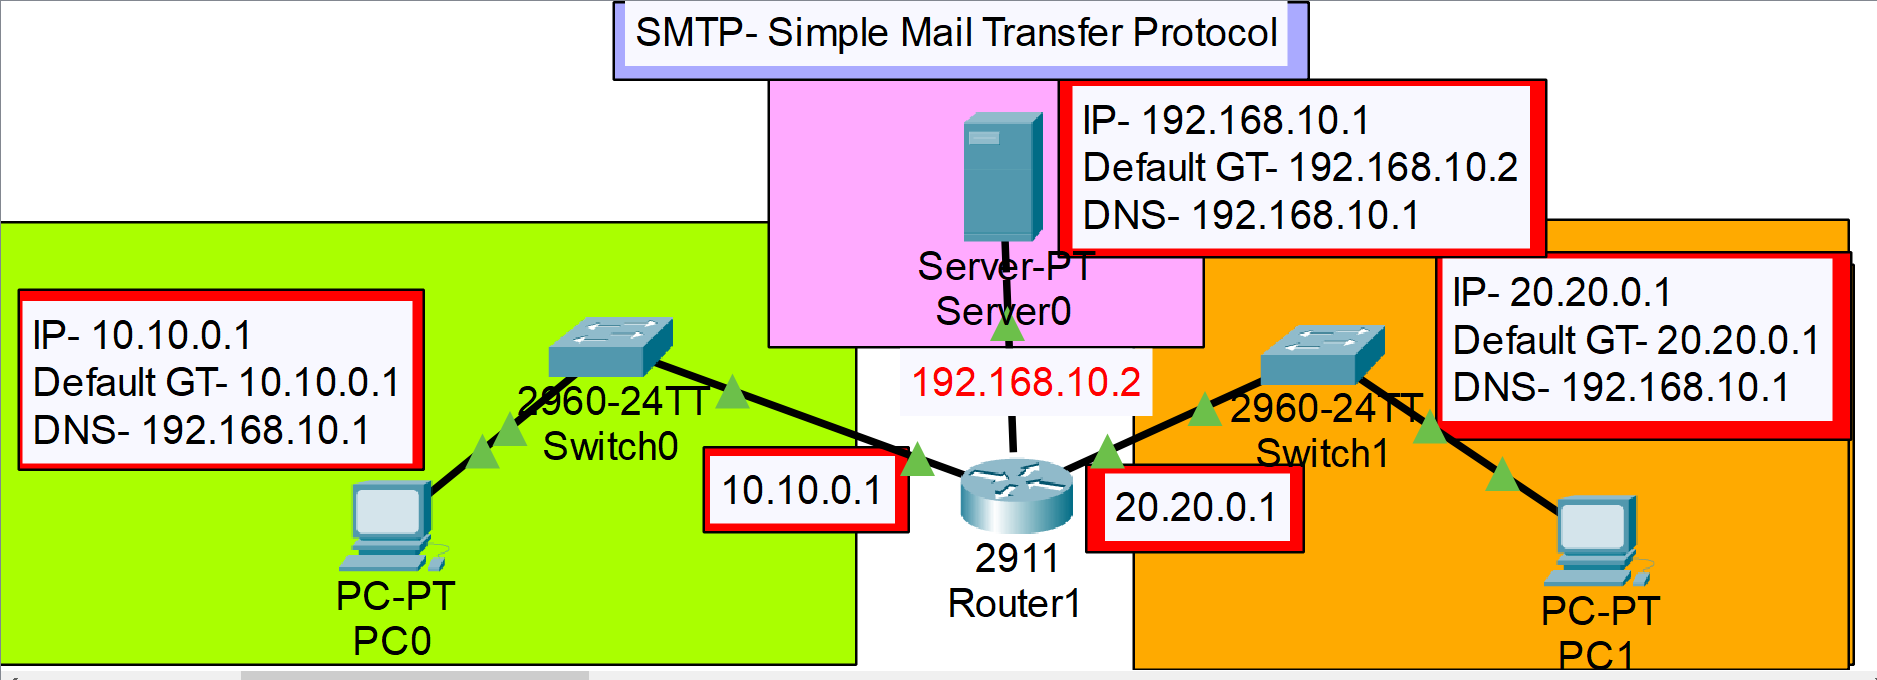 SMTP- Simple Mail Transfer Protocol
IP- 192.168.10.1
Default GT- 192.168.10.2
DNS- 192.168.10.1
Server-PT
Server0
IP- 10.10.0.1
Default GT- 10.10.0.1
DNS- 192.168.10.1
2960-24TT
Switch0
192.168.10.2
2960-24TT
Switch1
IP- 20.20.0.1
Default GT- 20.20.0.1
DNS- 192.168.10.1
10.10.0.1
20.20.0.1
2911
Router1
PC-PT
PC0
PC-PT
PC1